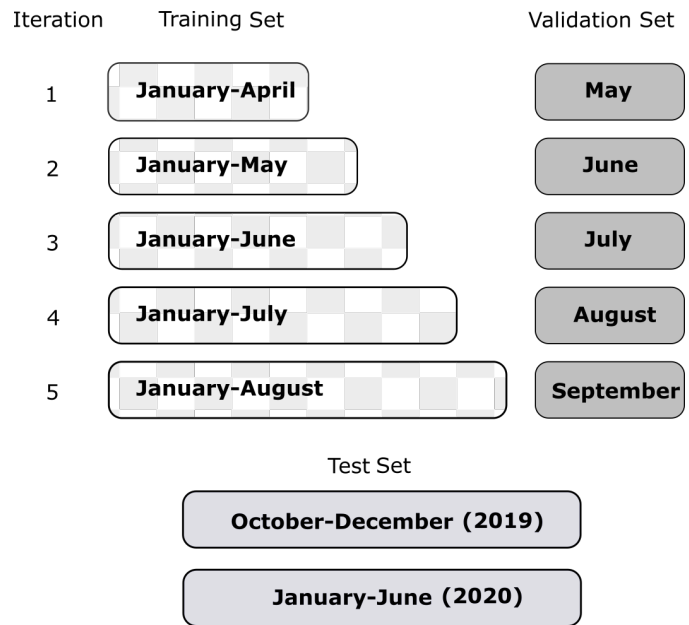 Iteration Training Set Validation Set
1 January-April May
2 January-May June
3 January-June July
4 January-July August
5 January-August September
Test Set
October-December (2019)
January-June (2020)